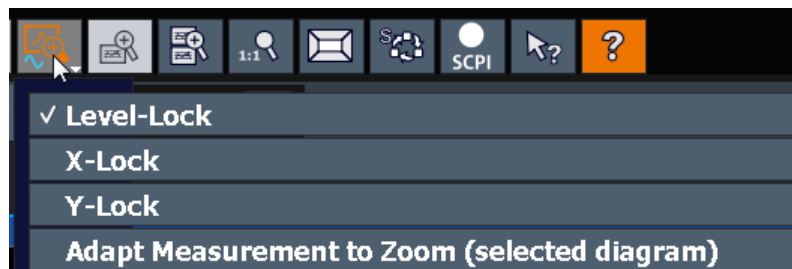 1:1
S
SCPI
?
?
✓ Level-Lock
X-Lock
Y-Lock
Adapt Measurement to Zoom (selected diagram)